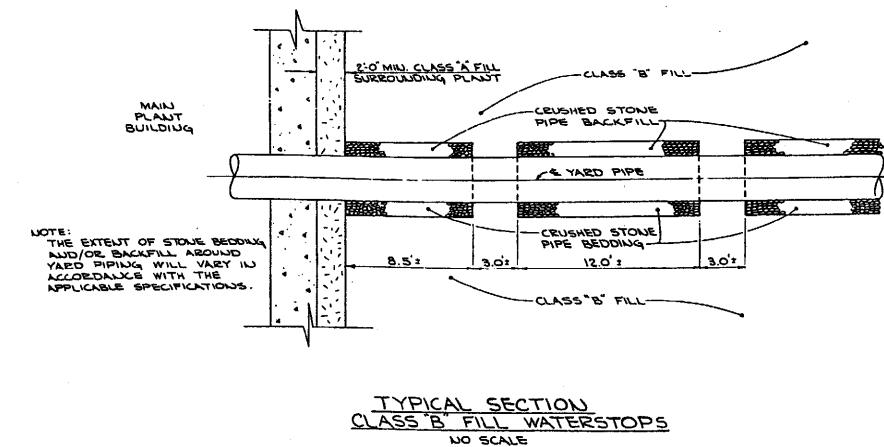 2'-0" MIN. CLASS "A" FILL
SURROUNDING PLANT
CLASS "B" FILL
MAIN
PLANT
BUILDING
CRUSHED STONE
PIPE BACKFILL
℄ YARD PIPE
NOTE:
THE EXTENT OF STONE BEDDING
AND/OR BACKFILL AROUND
YARD PIPING WILL VARY IN
ACCORDANCE WITH THE
APPLICABLE SPECIFICATIONS.
CRUSHED STONE
PIPE BEDDING
8.5'± 3.0'± 12.0'± 3.0'±
CLASS "B" FILL
TYPICAL SECTION
CLASS "B" FILL WATERSTOPS
NO SCALE